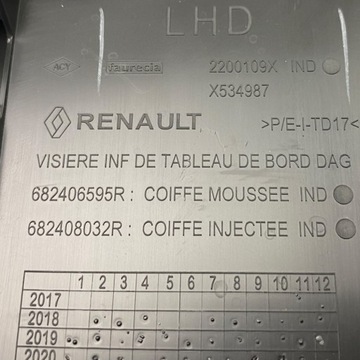 LHD
ACY faurecia 2200109X IND
X534987
RENAULT >P/E-I-TD17<
VISIERE INF DE TABLEAU DE BORD DAG
682406595R : COIFFE MOUSSEE IND
682408032R : COIFFE INJECTEE IND
1 2 3 4 5 6 7 8 9 10 11 12
2017
2018
2019
2020